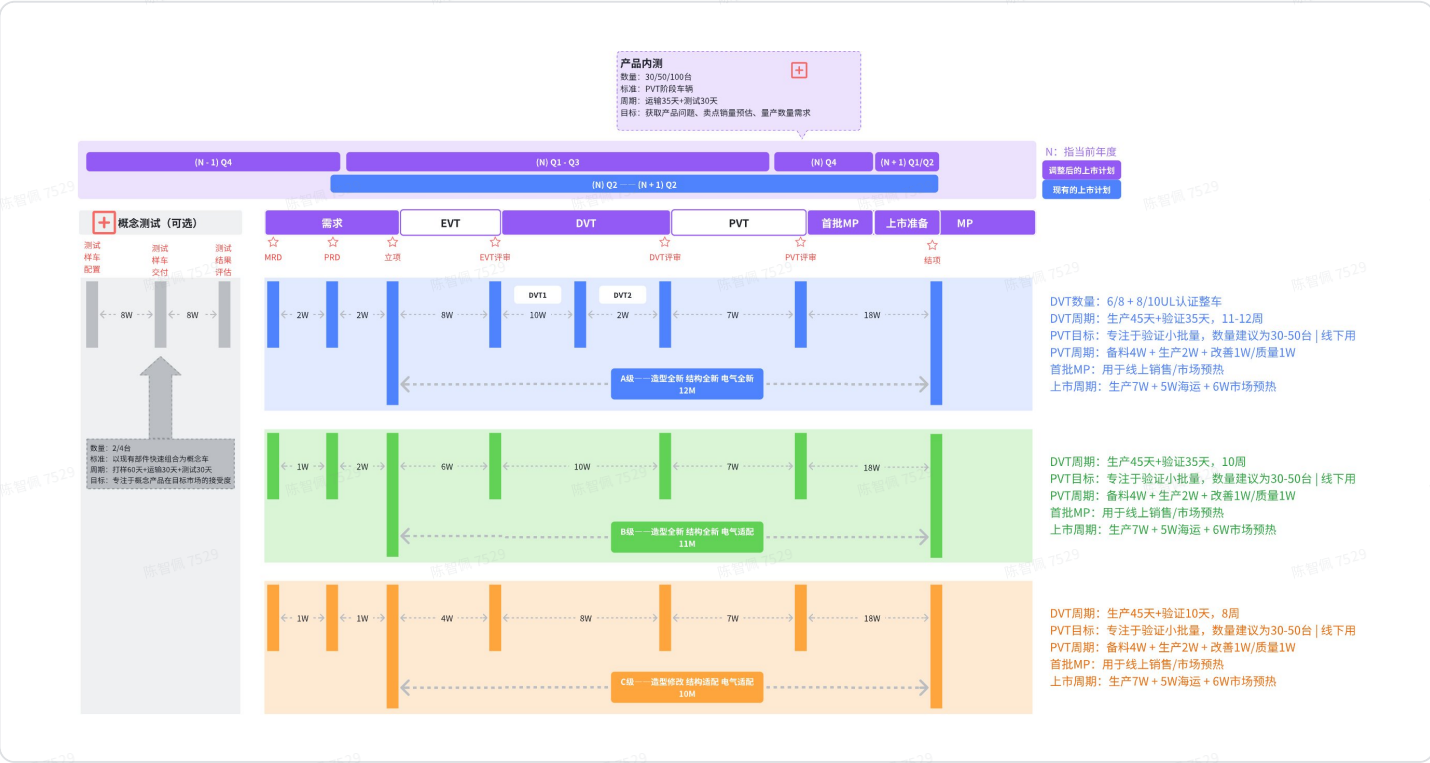 产品内测
数量：30/50/100台
标准：PVT阶段车辆
周期：运输35天+测试30天
目标：获取产品问题、卖点销量预估、量产数量需求
(N - 1) Q4
(N) Q1 - Q3
(N) Q4
(N + 1) Q1/Q2
(N) Q2 —— (N + 1) Q2
N：指当前年度
调整后的上市计划
现有的上市计划
概念测试（可选）
需求
EVT
DVT
PVT
首批MP
上市准备
MP
测试
样车
配置
测试
样车
交付
测试
结果
评估
MRD
PRD
立项
EVT评审
DVT评审
PVT评审
结项
8W
8W
数量：2/4台
标准：以现有部件快速组合为概念车
周期：打样60天+运输30天+测试30天
目标：专注于概念产品在目标市场的接受度
DVT1
DVT2
2W
2W
8W
10W
2W
7W
18W
A级——造型全新 结构全新 电气全新
12M
DVT数量：6/8 + 8/10UL认证整车
DVT周期：生产45天+验证35天，11-12周
PVT目标：专注于验证小批量，数量建议为30-50台 | 线下用
PVT周期：备料4W + 生产2W + 改善1W/质量1W
首批MP：用于线上销售/市场预热
上市周期：生产7W + 5W海运 + 6W市场预热
1W
2W
6W
10W
7W
18W
B级——造型全新 结构全新 电气适配
11M
DVT周期：生产45天+验证35天，10周
PVT目标：专注于验证小批量，数量建议为30-50台 | 线下用
PVT周期：备料4W + 生产2W + 改善1W/质量1W
首批MP：用于线上销售/市场预热
上市周期：生产7W + 5W海运 + 6W市场预热
1W
1W
4W
8W
7W
18W
C级——造型修改 结构适配 电气适配
10M
DVT周期：生产45天+验证10天，8周
PVT目标：专注于验证小批量，数量建议为30-50台 | 线下用
PVT周期：备料4W + 生产2W + 改善1W/质量1W
首批MP：用于线上销售/市场预热
上市周期：生产7W + 5W海运 + 6W市场预热
陈智佩 7529